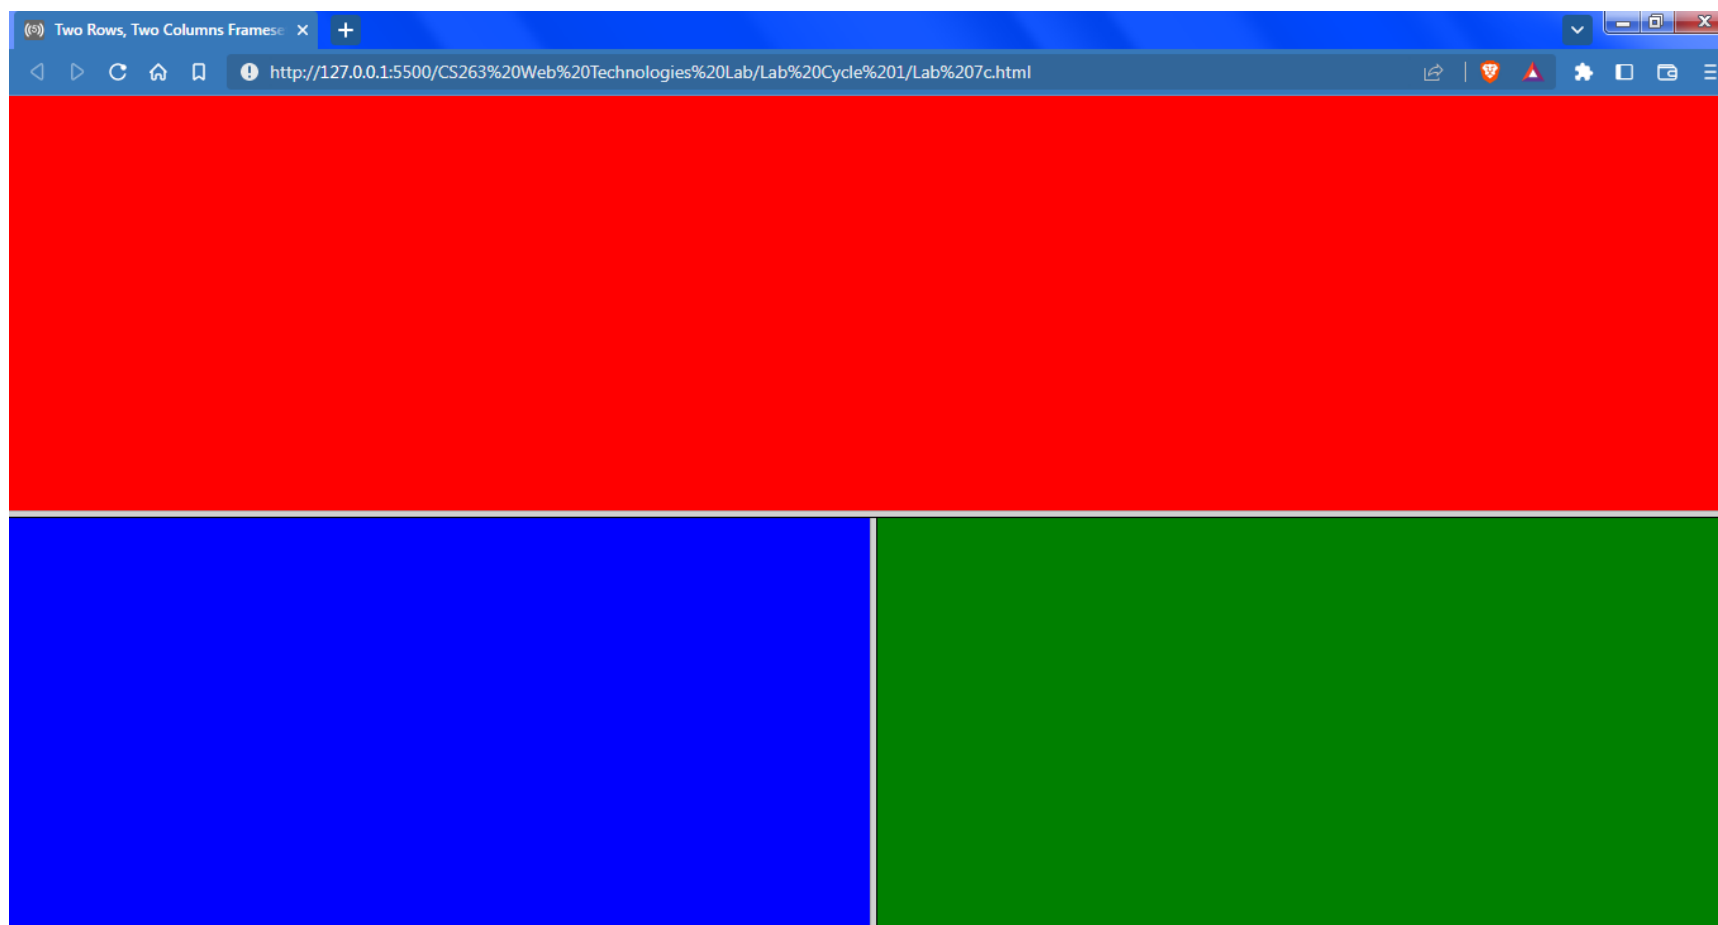 Two Rows, Two Columns Framese
http://127.0.0.1:5500/CS263%20Web%20Technologies%20Lab/Lab%20Cycle%201/Lab%207c.html